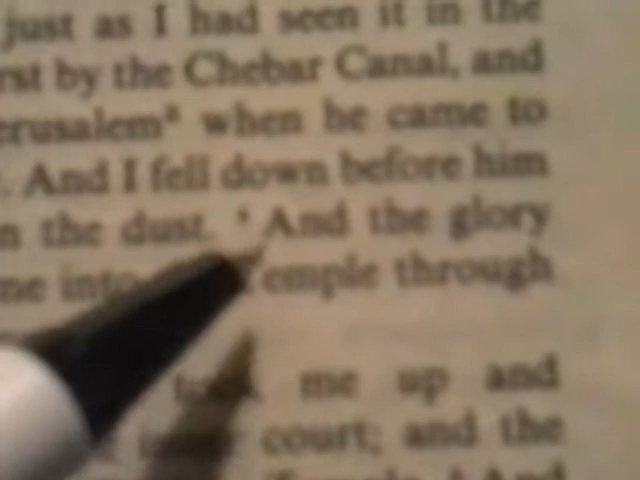 just as I had seen it in the
rst by the Chebar Canal, and
erusalem when he came to
. And I fell down before him
n the dust. And the glory
me into emple through
me up and
court; and the
And